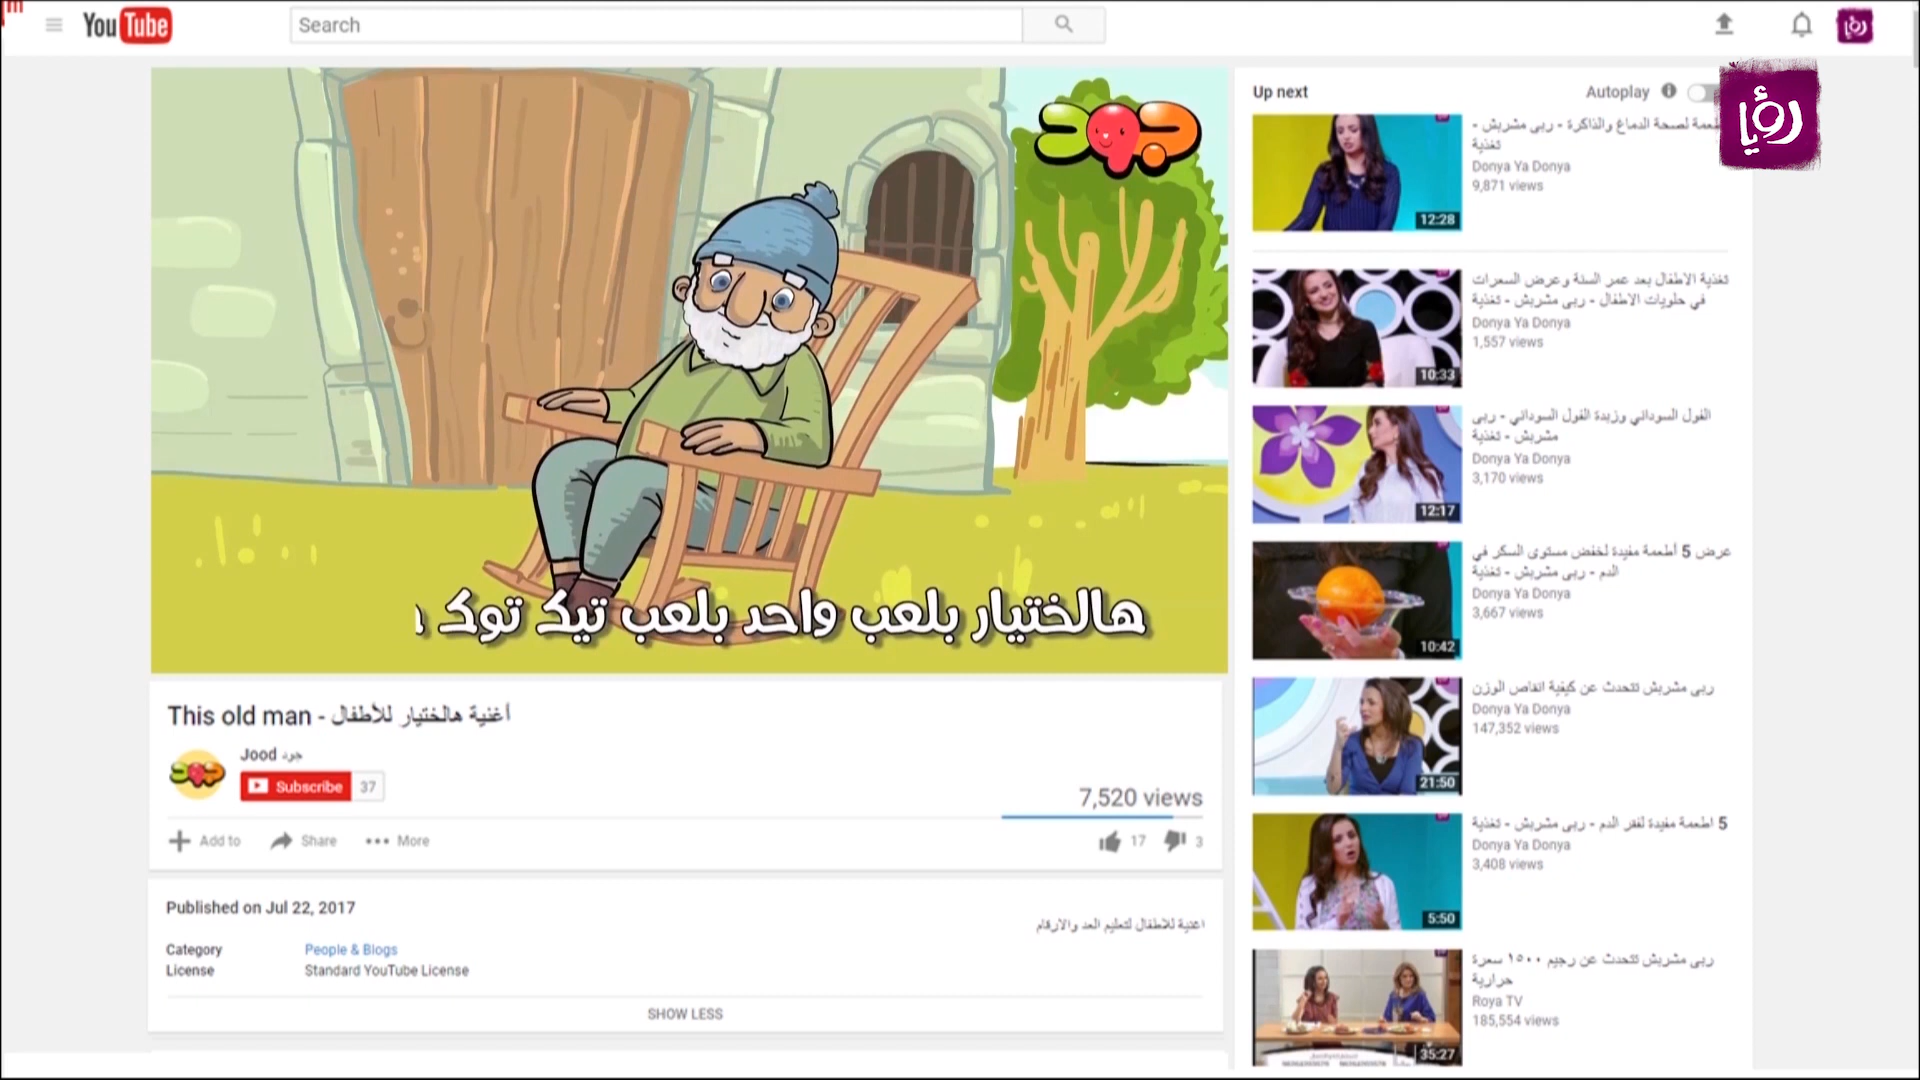 YouTube
Search
رؤيا
Up next
Autoplay
رؤيا
جود
هالختيار بلعب واحد بلعب تيك توك
This old man - أغنية هالختيار للأطفال
Jood جود
Subscribe 37
7,520 views
Add to Share More
17 3
Published on Jul 22, 2017
اغنية للاطفال لتعليم العد والارقام
Category People & Blogs
License Standard YouTube License
SHOW LESS
لصحة الدماغ والذاكرة - ربى مشربش -
تغذية
Donya Ya Donya
9,871 views
12:28
تغذية الاطفال بعد عمر السنة وعرض السعرات
في حلويات الاطفال - ربى مشربش - تغذية
Donya Ya Donya
1,557 views
10:33
الفول السوداني وزبدة الفول السوداني - ربى
مشربش - تغذية
Donya Ya Donya
3,170 views
12:17
عرض 5 أطعمة مفيدة لخفض مستوى السكر في
الدم - ربى مشربش - تغذية
Donya Ya Donya
3,667 views
10:42
ربى مشربش تتحدث عن كيفية انقاص الوزن
Donya Ya Donya
147,352 views
21:50
5 اطعمة مفيدة لفقر الدم - ربى مشربش - تغذية
Donya Ya Donya
3,408 views
5:50
ربى مشربش تتحدث عن رجيم ١٥٠٠ سعرة
حرارية
Roya TV
185,554 views
35:27